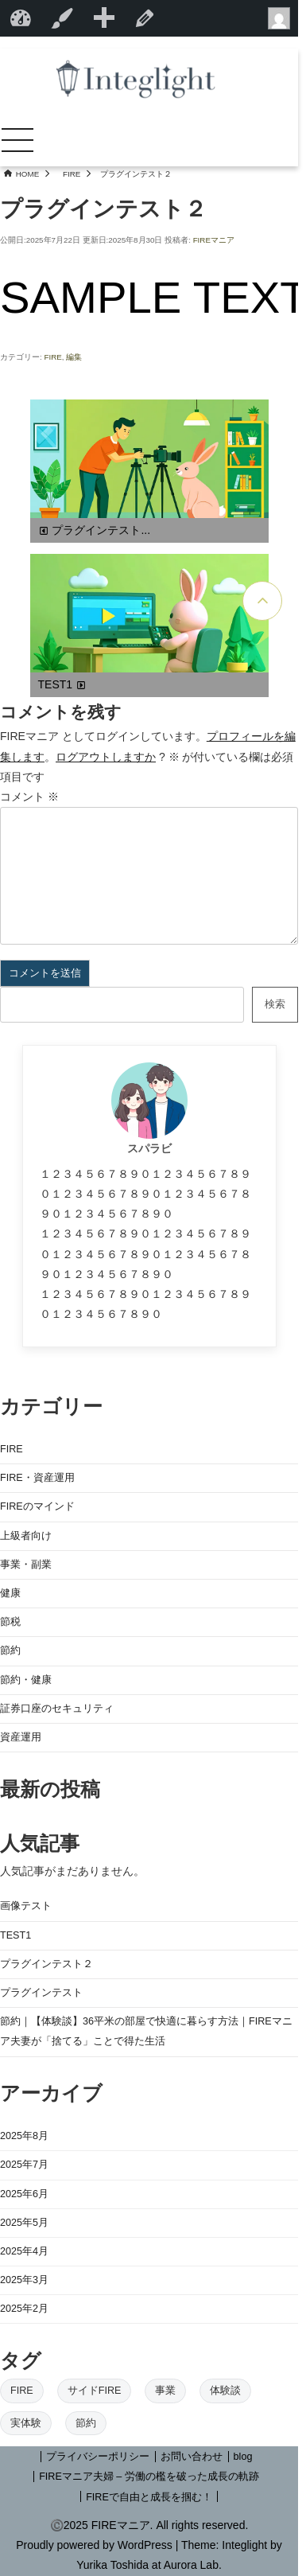 Integlight
HOME > FIRE > プラグインテスト２
プラグインテスト２
公開日:2025年7月22日 更新日:2025年8月30日 投稿者: FIREマニア
SAMPLE TEXT
カテゴリー: FIRE, 編集
プラグインテスト...
TEST1
コメントを残す
FIREマニア としてログインしています。プロフィールを編
集します。ログアウトしますか ? ※ が付いている欄は必須
項目です
コメント ※
コメントを送信
検索
スパラビ
１２３４５６７８９０１２３４５６７８９
０１２３４５６７８９０１２３４５６７８
９０１２３４５６７８９０
１２３４５６７８９０１２３４５６７８９
０１２３４５６７８９０１２３４５６７８
９０１２３４５６７８９０
１２３４５６７８９０１２３４５６７８９
０１２３４５６７８９０
カテゴリー
FIRE
FIRE・資産運用
FIREのマインド
上級者向け
事業・副業
健康
節税
節約
節約・健康
証券口座のセキュリティ
資産運用
最新の投稿
人気記事
人気記事がまだありません。
画像テスト
TEST1
プラグインテスト２
プラグインテスト
節約｜【体験談】36平米の部屋で快適に暮らす方法｜FIREマニ
ア夫妻が「捨てる」ことで得た生活
アーカイブ
2025年8月
2025年7月
2025年6月
2025年5月
2025年4月
2025年3月
2025年2月
タグ
FIRE サイドFIRE 事業 体験談
実体験 節約
| プライバシーポリシー | お問い合わせ | blog
| FIREマニア夫婦 – 労働の檻を破った成長の軌跡
| FIREで自由と成長を掴む！ |
©2025 FIREマニア. All rights reserved.
Proudly powered by WordPress | Theme: Integlight by
Yurika Toshida at Aurora Lab.